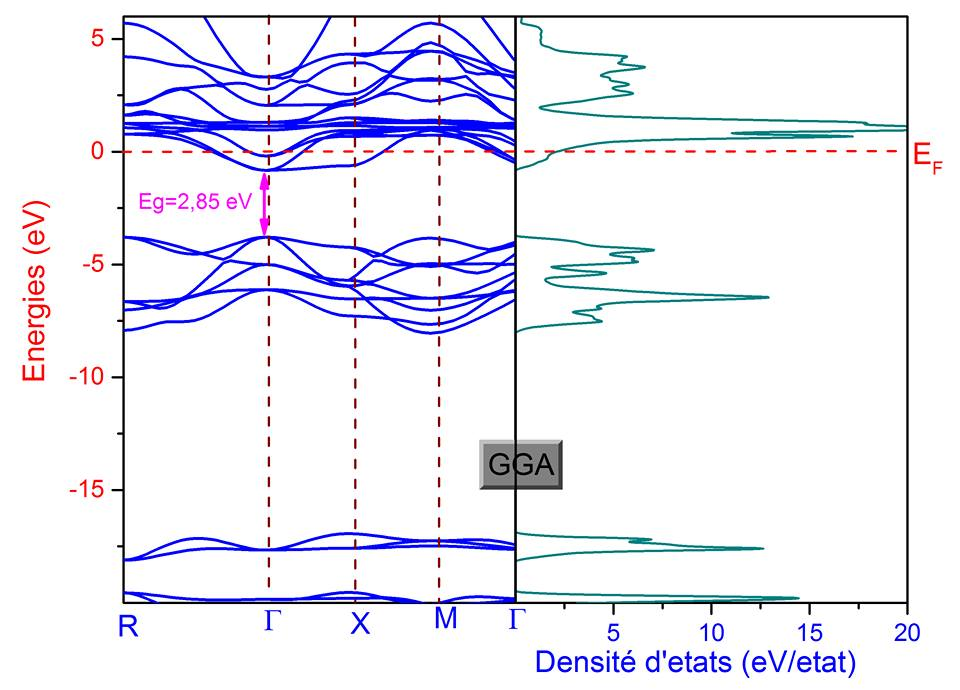 Energies (eV)
5
0
-5
-10
-15
Eg=2,85 eV
E_F
GGA
R Γ X M Γ
5 10 15 20
Densité d'etats (eV/etat)